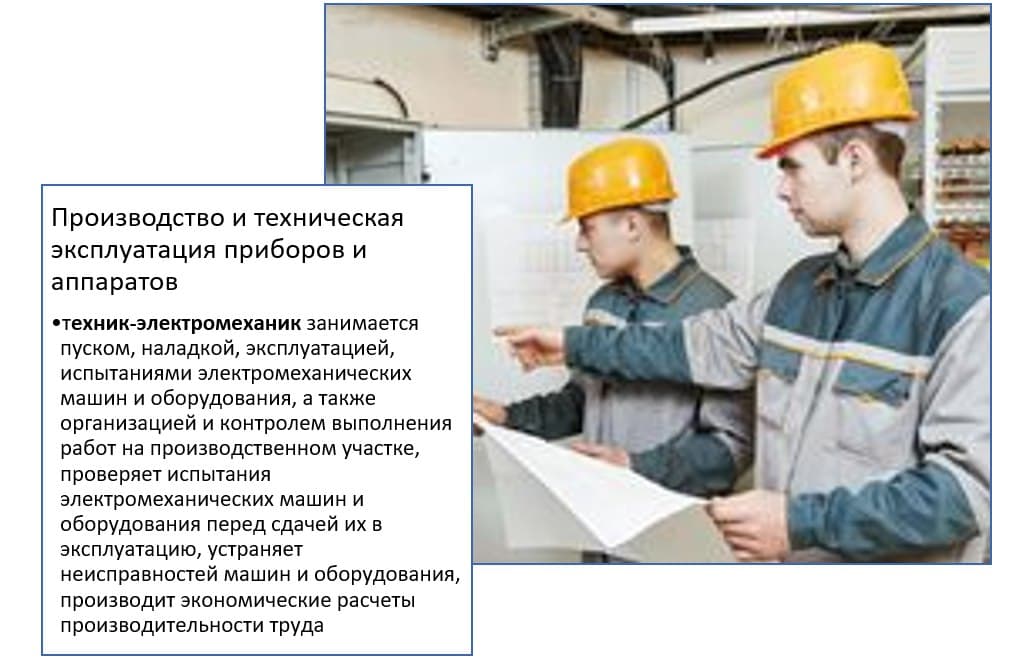 Производство и техническая
эксплуатация приборов и
аппаратов
•техник-электромеханик занимается
пуском, наладкой, эксплуатацией,
испытаниями электромеханических
машин и оборудования, а также
организацией и контролем выполнения
работ на производственном участке,
проверяет испытания
электромеханических машин и
оборудования перед сдачей их в
эксплуатацию, устраняет
неисправностей машин и оборудования,
производит экономические расчеты
производительности труда